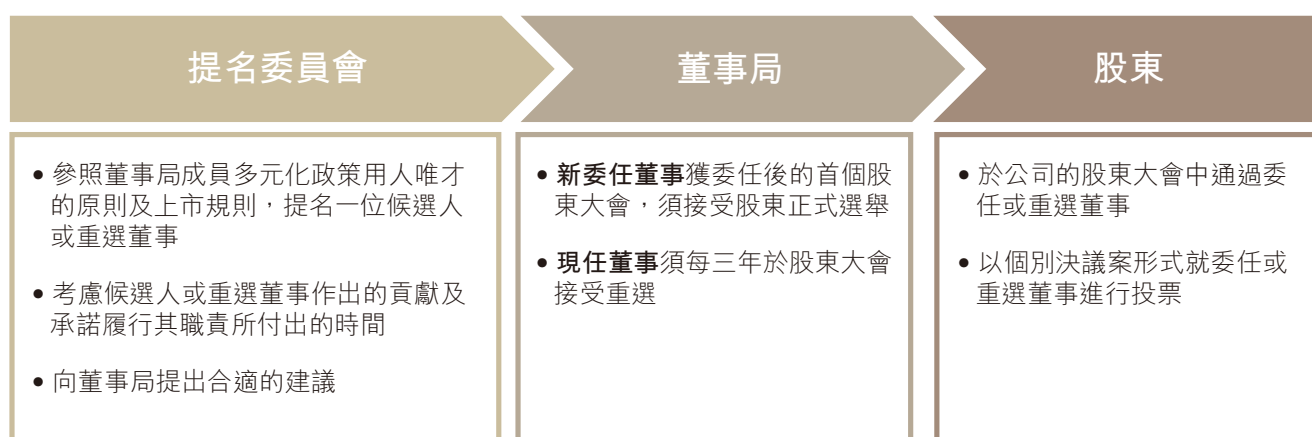 提名委員會
董事局
股東
• 參照董事局成員多元化政策用人唯才
的原則及上市規則，提名一位候選人
或重選董事
• 考慮候選人或重選董事作出的貢獻及
承諾履行其職責所付出的時間
• 向董事局提出合適的建議
• 新委任董事獲委任後的首個股
東大會，須接受股東正式選舉
• 現任董事須每三年於股東大會
接受重選
• 於公司的股東大會中通過委
任或重選董事
• 以個別決議案形式就委任或
重選董事進行投票